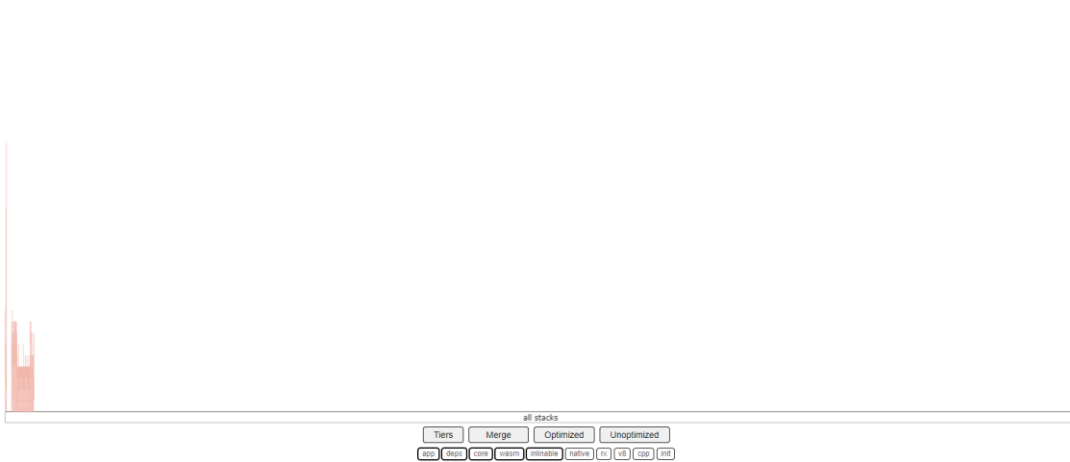 all stacks
Tiers Merge Optimized Unoptimized
app deps core wasm inlinable native rx v8 cpp init